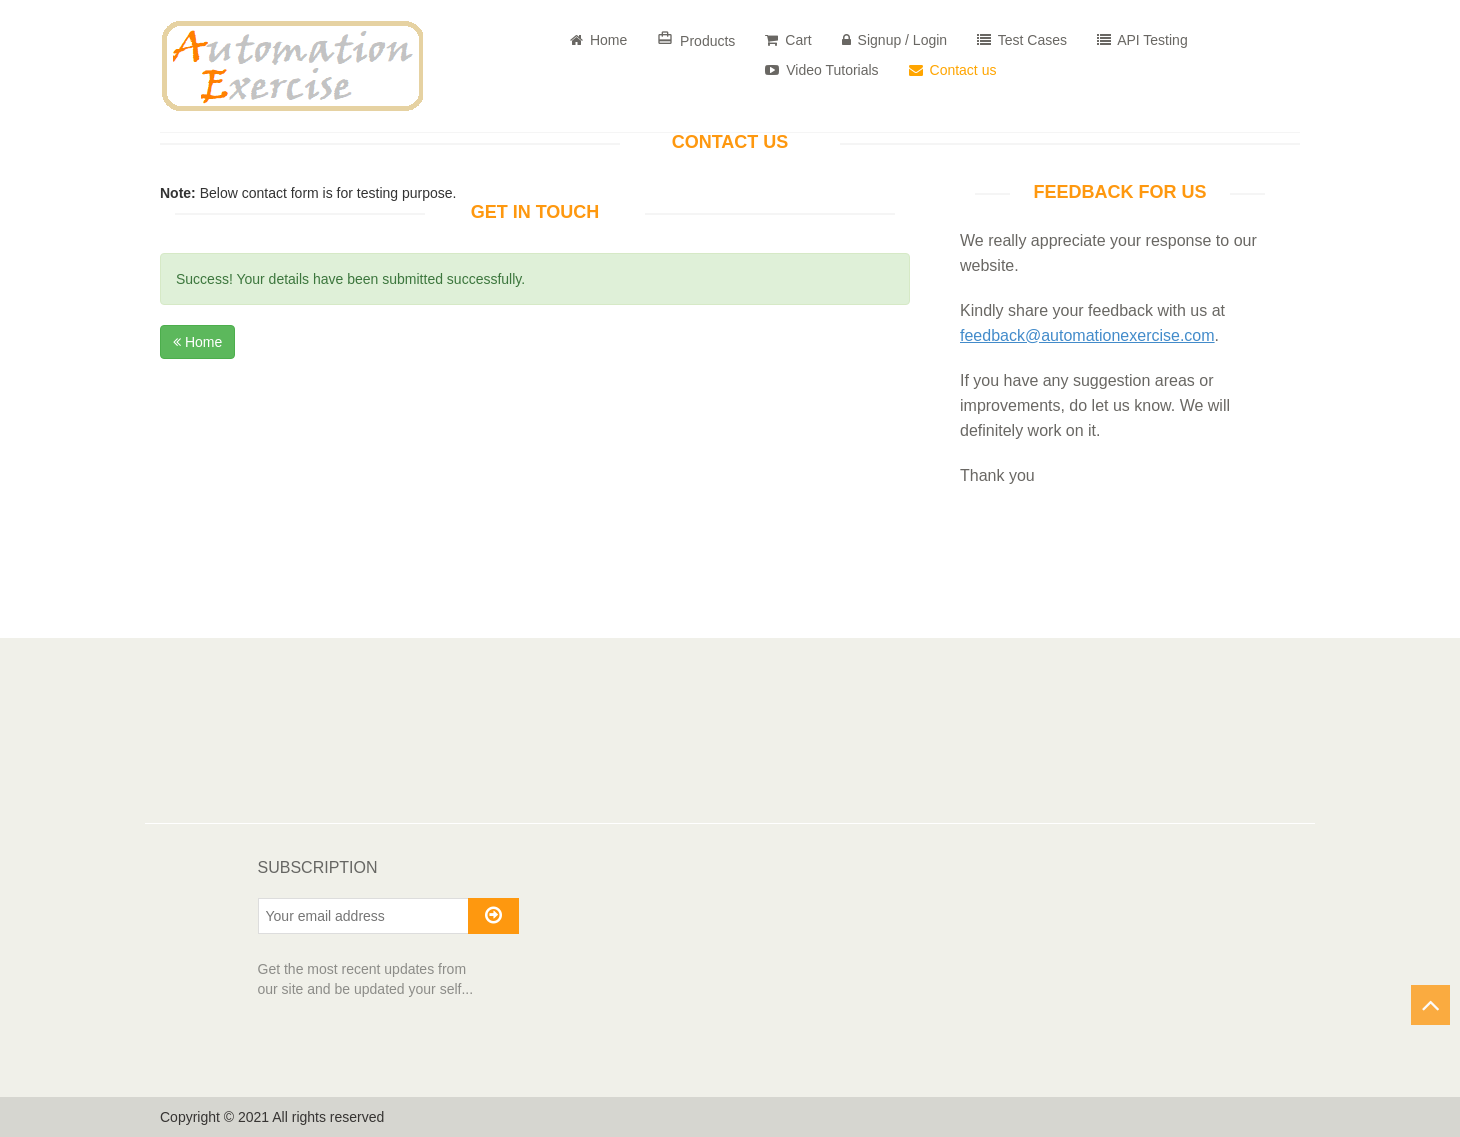 Automation
Exercise
Home
Products
Cart
Signup / Login
Test Cases
API Testing
Video Tutorials
Contact us
CONTACT US
Note: Below contact form is for testing purpose.
GET IN TOUCH
Success! Your details have been submitted successfully.
« Home
FEEDBACK FOR US
We really appreciate your response to our
website.
Kindly share your feedback with us at
feedback@automationexercise.com.
If you have any suggestion areas or
improvements, do let us know. We will
definitely work on it.
Thank you
SUBSCRIPTION
Your email address
Get the most recent updates from
our site and be updated your self...
Copyright © 2021 All rights reserved